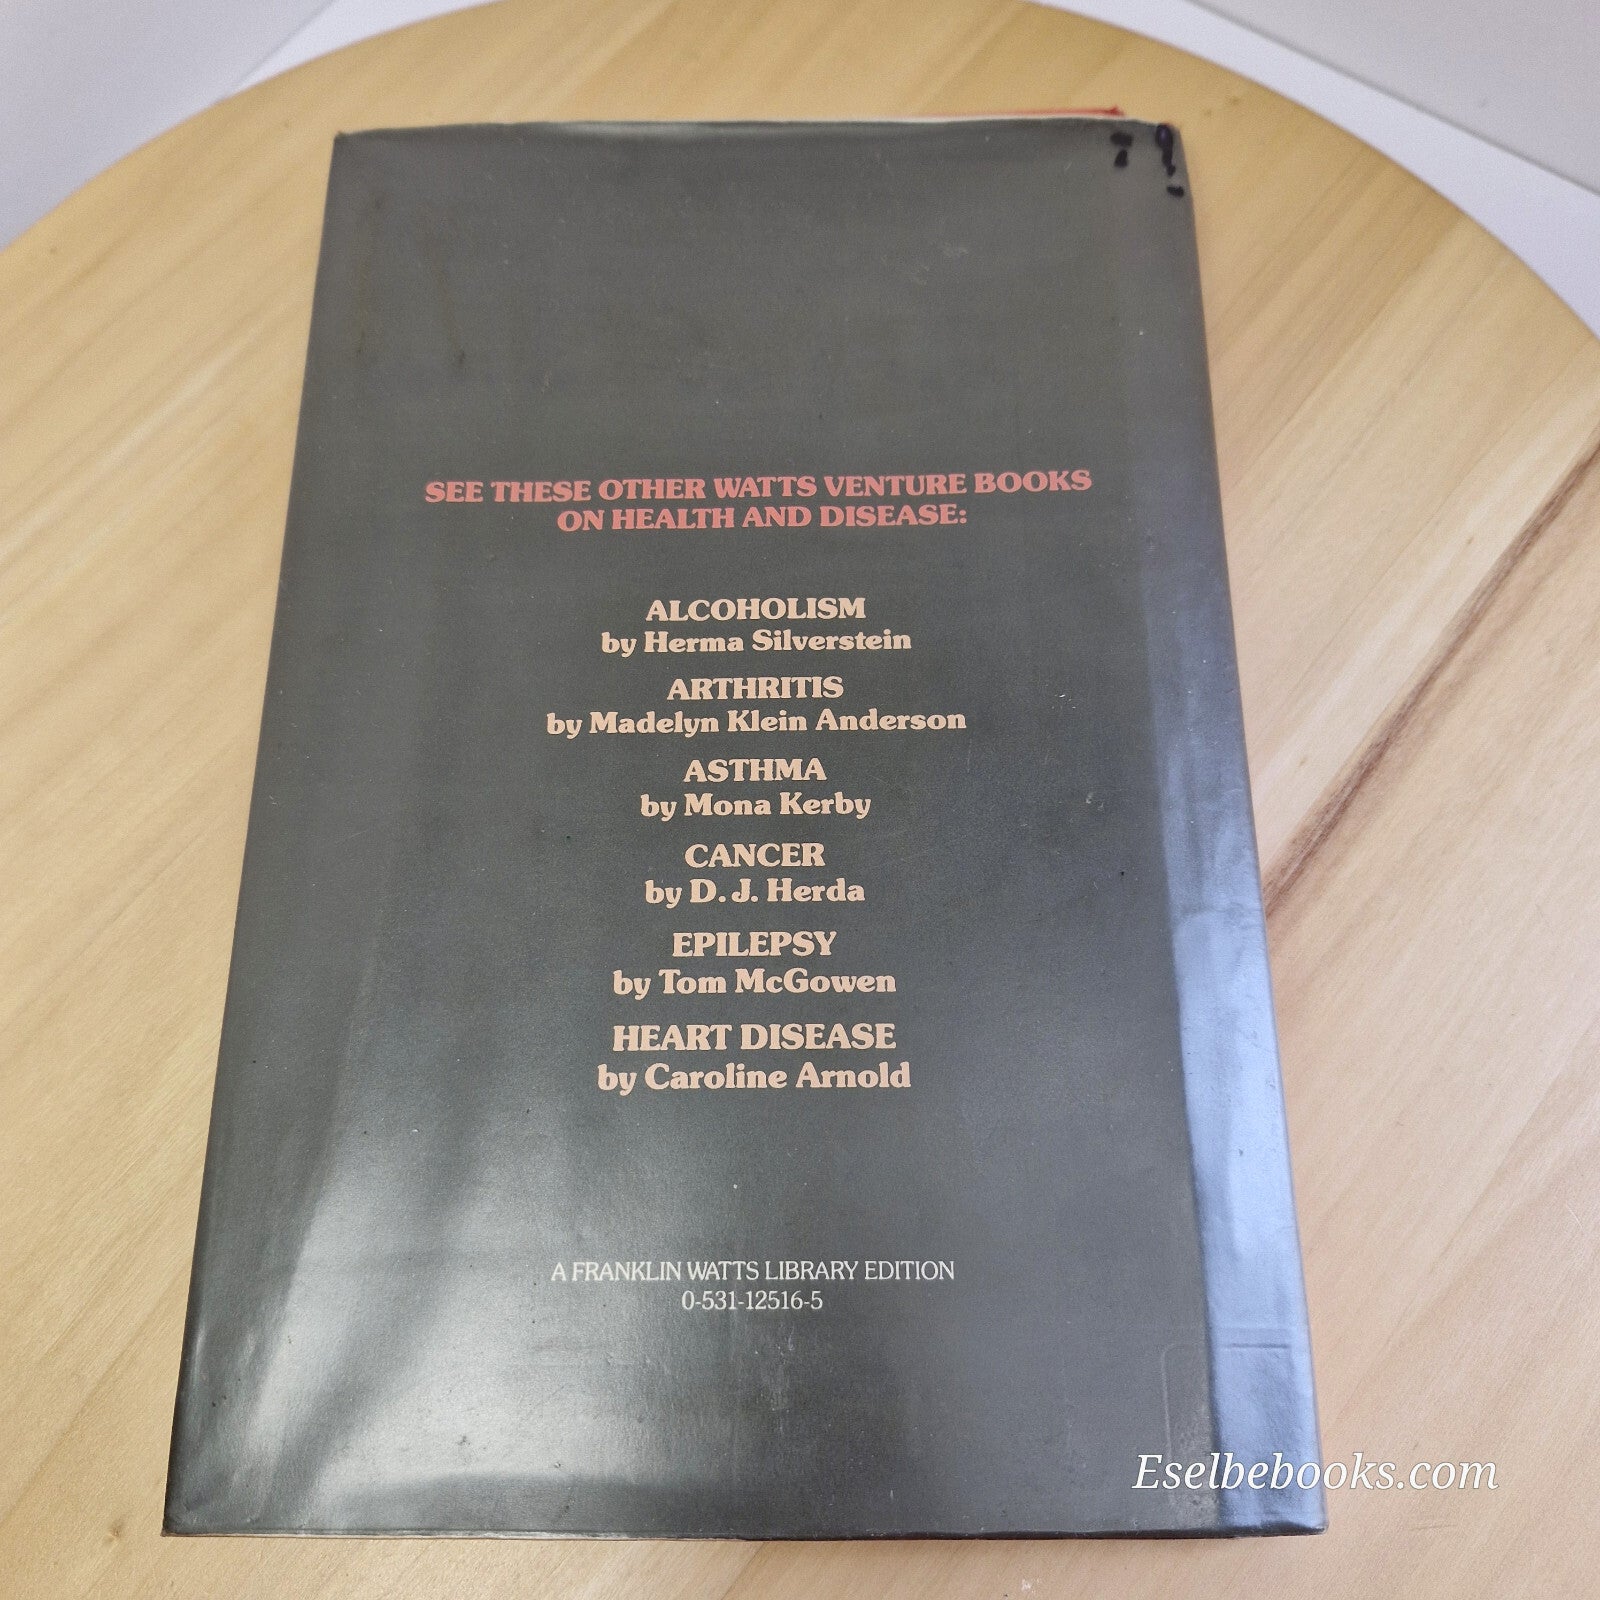 SEE THESE OTHER WATTS VENTURE BOOKS
ON HEALTH AND DISEASE:
ALCOHOLISM
by Herma Silverstein
ARTHRITIS
by Madelyn Klein Anderson
ASTHMA
by Mona Kerby
CANCER
by D. J. Herda
EPILEPSY
by Tom McGowen
HEART DISEASE
by Caroline Arnold
A FRANKLIN WATTS LIBRARY EDITION
0-531-12516-5
Eselbebooks.com